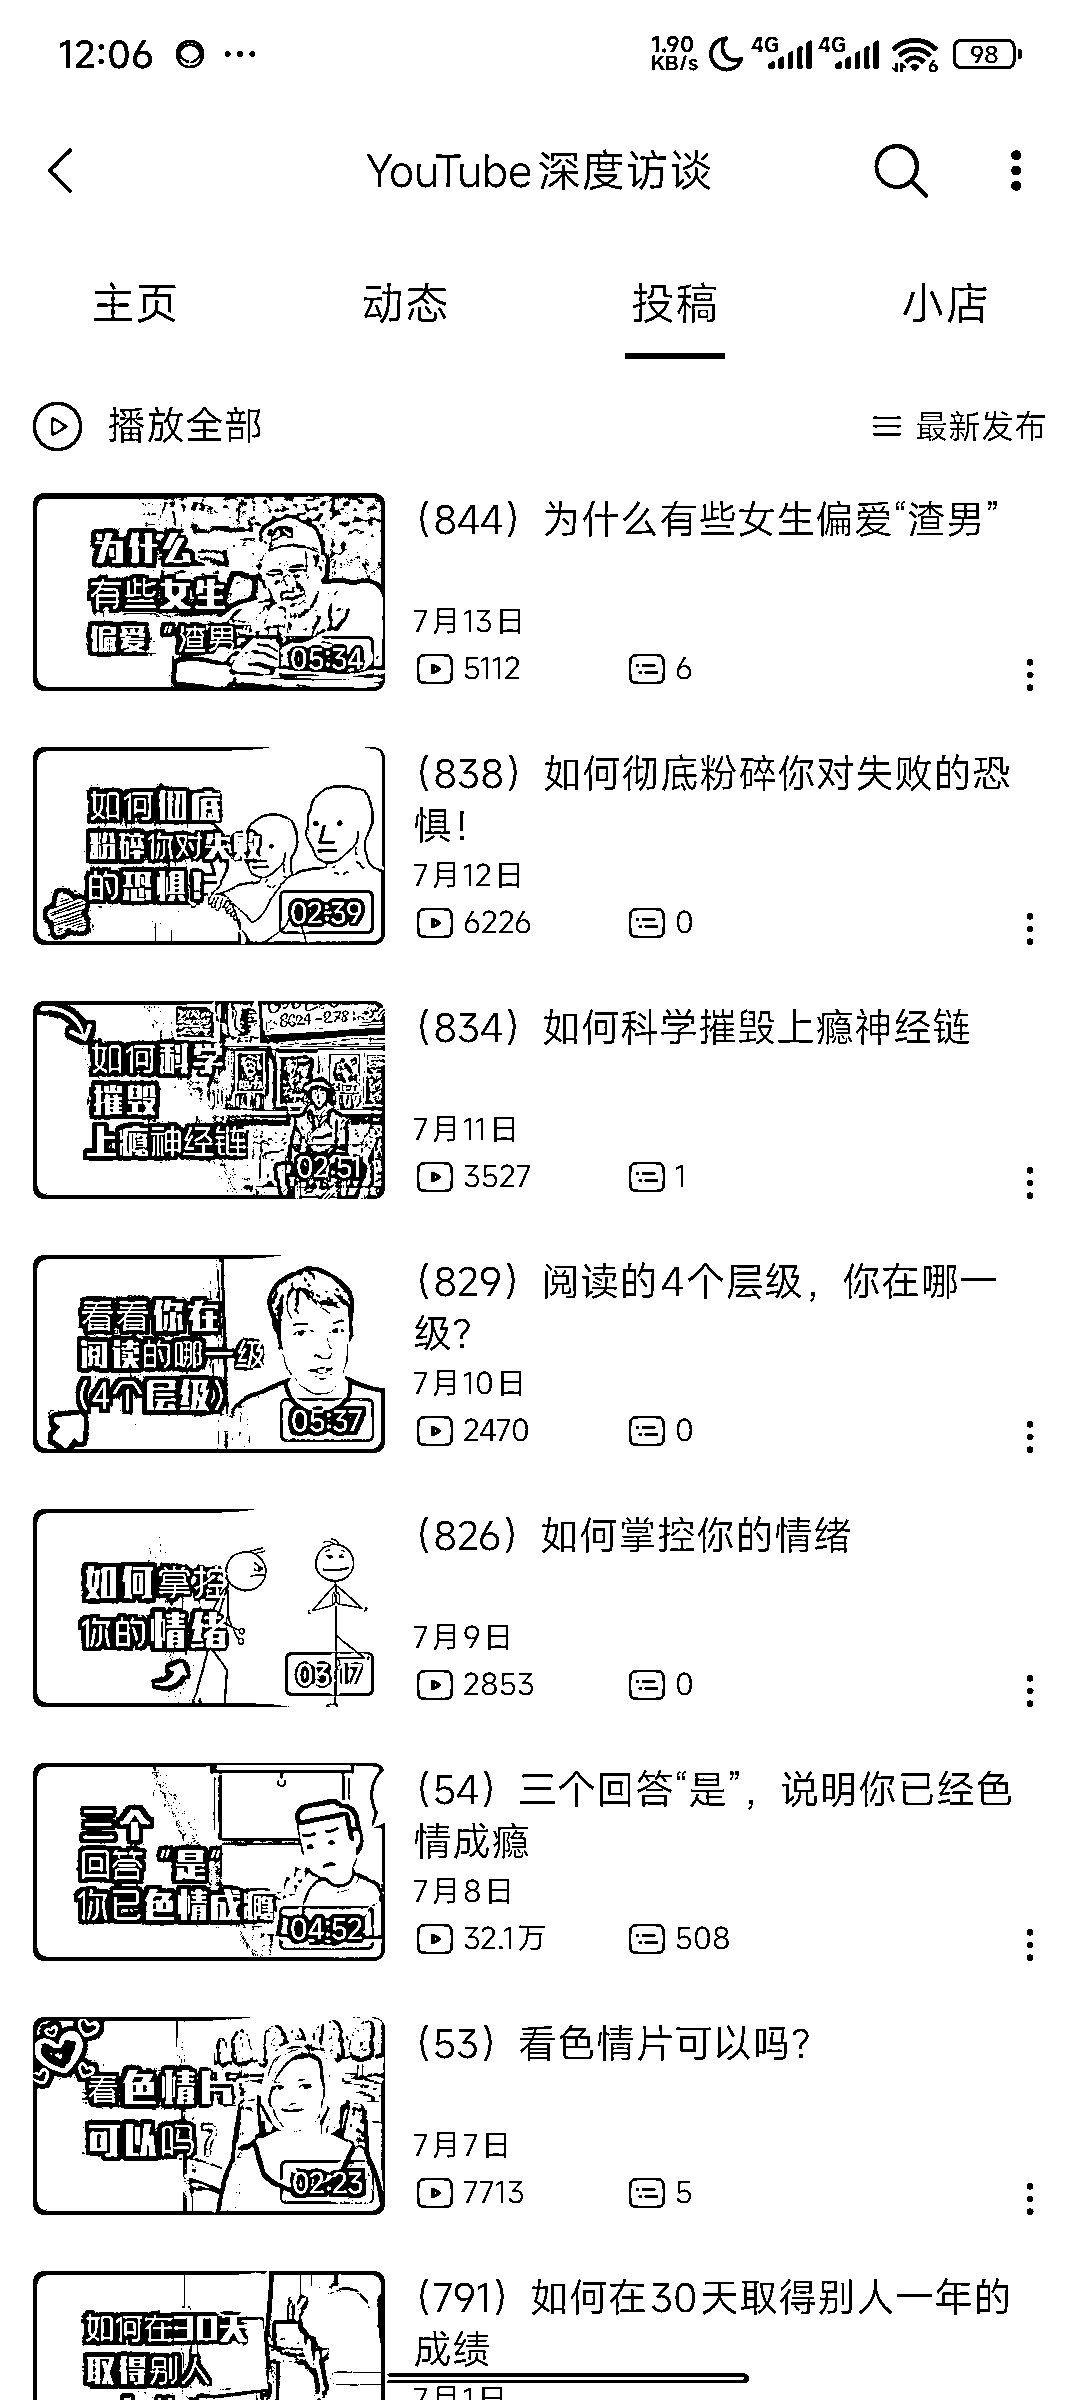 12:06
1.90 KB/s 4G 4G 6 98
YouTube深度访谈
主页 动态 投稿 小店
播放全部 最新发布
为什么
有些女生
偏爱“渣男”
05:34
（844）为什么有些女生偏爱“渣男”
7月13日
5112 6
如何彻底
粉碎你对失败
的恐惧！
02:39
（838）如何彻底粉碎你对失败的恐
惧！
7月12日
6226 0
8624-278
如何科学
摧毁
上瘾神经链
02:51
（834）如何科学摧毁上瘾神经链
7月11日
3527 1
看看你在
阅读的哪一级
(4个层级)
05:37
（829）阅读的4个层级，你在哪一
级？
7月10日
2470 0
如何掌控
你的情绪
03:17
（826）如何掌控你的情绪
7月9日
2853 0
三个
回答“是”
你已色情成瘾
04:52
（54）三个回答“是”，说明你已经色
情成瘾
7月8日
32.1万 508
看色情片
可以吗？
02:23
（53）看色情片可以吗？
7月7日
7713 5
如何在30天
取得别人
（791）如何在30天取得别人一年的
成绩
7月1日